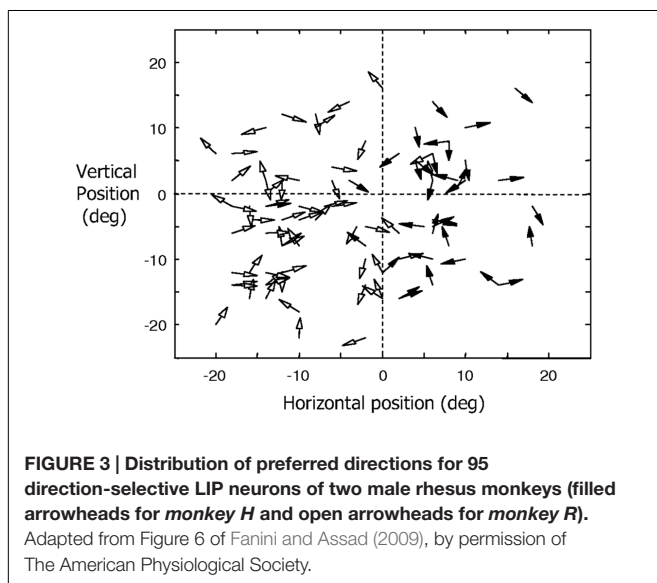 20
10
Vertical
Position
(deg)
0
-10
-20
-20 -10 0 10 20
Horizontal position (deg)
FIGURE 3 | Distribution of preferred directions for 95
direction-selective LIP neurons of two male rhesus monkeys (filled
arrowheads for monkey H and open arrowheads for monkey R).
Adapted from Figure 6 of Fanini and Assad (2009), by permission of
The American Physiological Society.